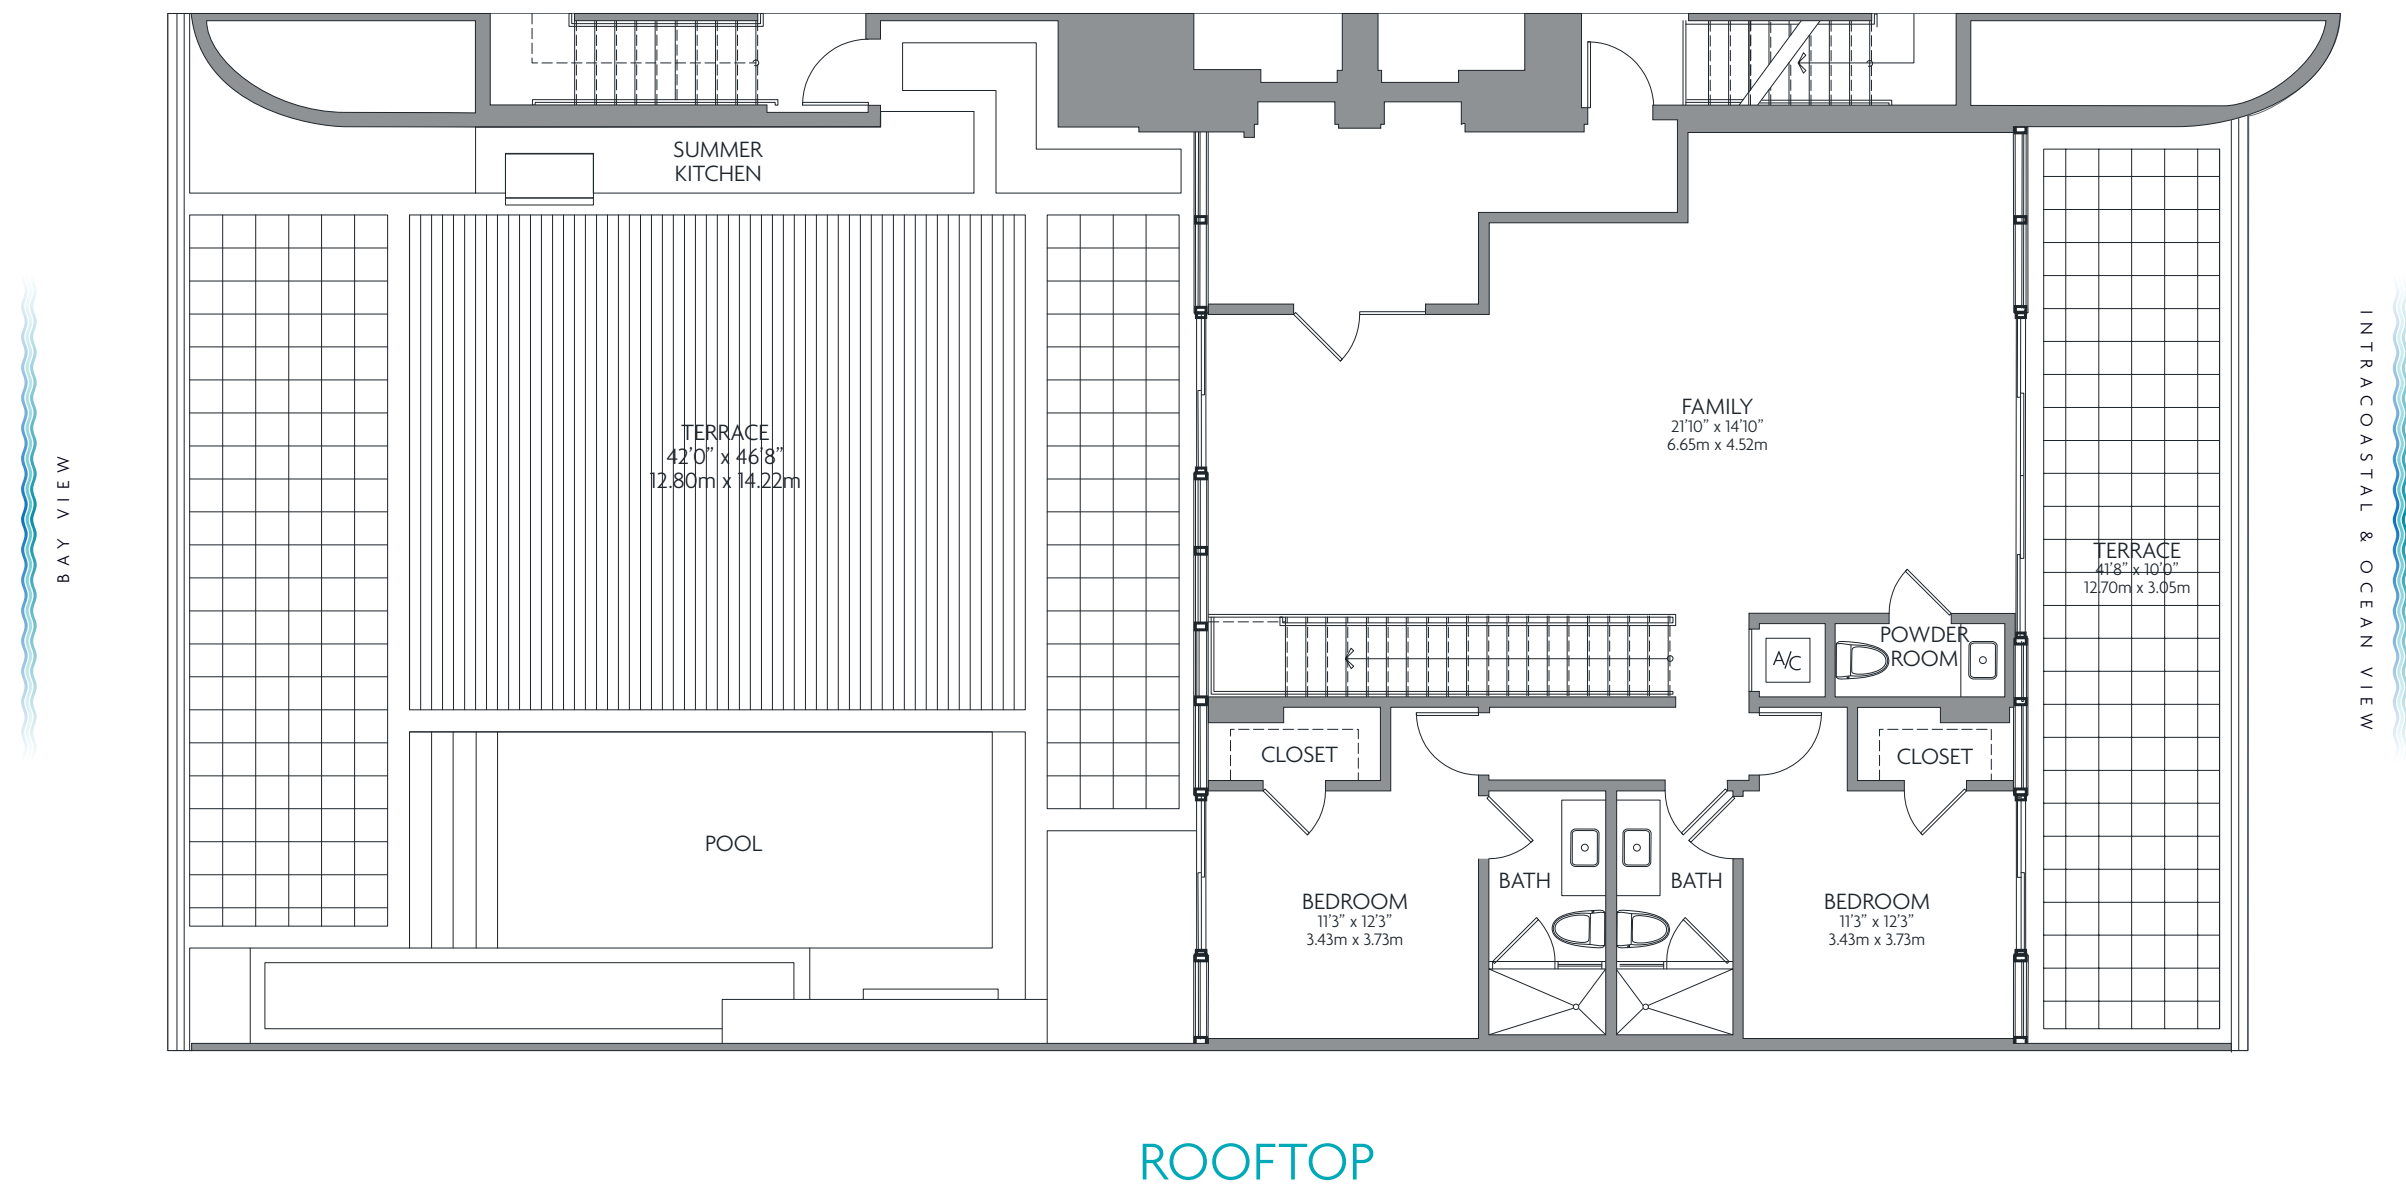 SUMMER
KITCHEN
TERRACE
42'0” x 46'8”
12.80m x 14.22m
POOL
BAY VIEW
FAMILY
21'10” x 14'10”
6.65m x 4.52m
TERRACE
41'8” x 10'0”
12.70m x 3.05m
INTRACOASTAL & OCEAN VIEW
A/C
POWDER
ROOM
CLOSET
CLOSET
BATH
BATH
BEDROOM
11'3” x 12'3”
3.43m x 3.73m
BEDROOM
11'3” x 12'3”
3.43m x 3.73m
ROOFTOP